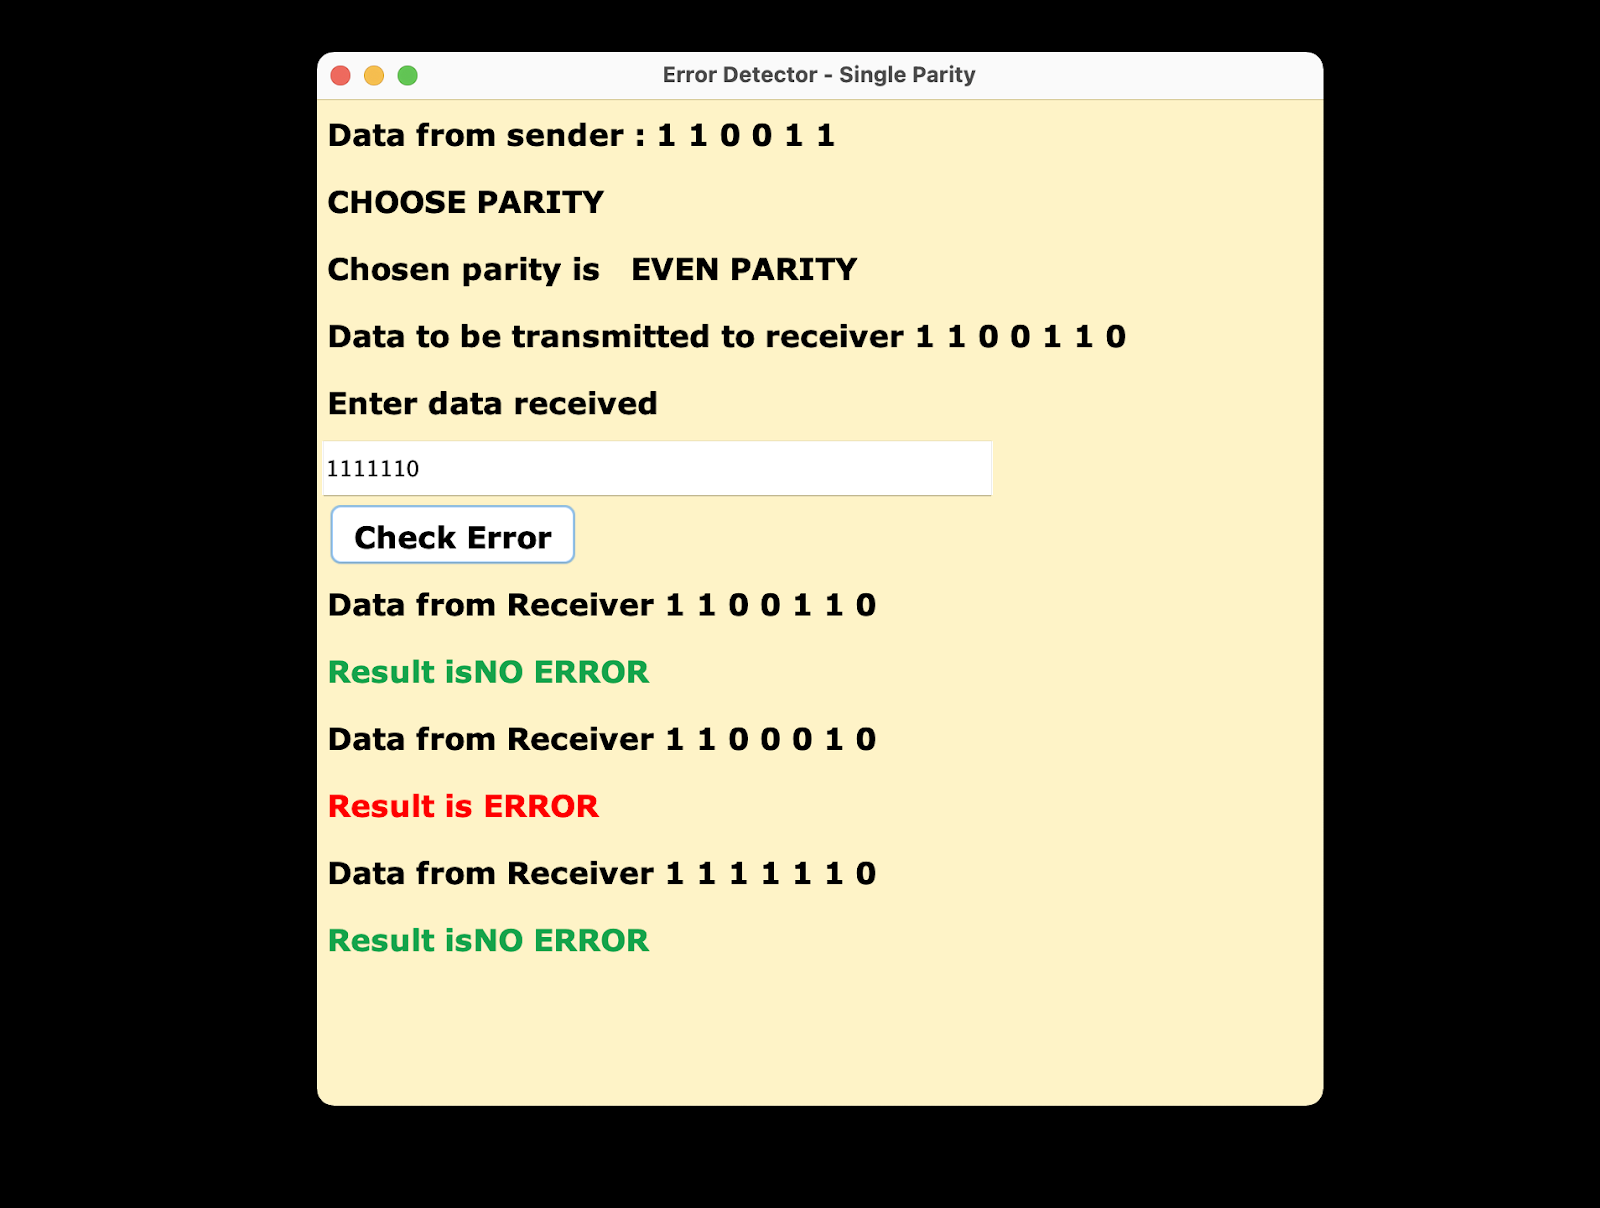 Error Detector - Single Parity
Data from sender : 1 1 0 0 1 1
CHOOSE PARITY
Chosen parity is   EVEN PARITY
Data to be transmitted to receiver 1 1 0 0 1 1 0
Enter data received
1111110
Check Error
Data from Receiver 1 1 0 0 1 1 0
Result isNO ERROR
Data from Receiver 1 1 0 0 0 1 0
Result is ERROR
Data from Receiver 1 1 1 1 1 1 0
Result isNO ERROR